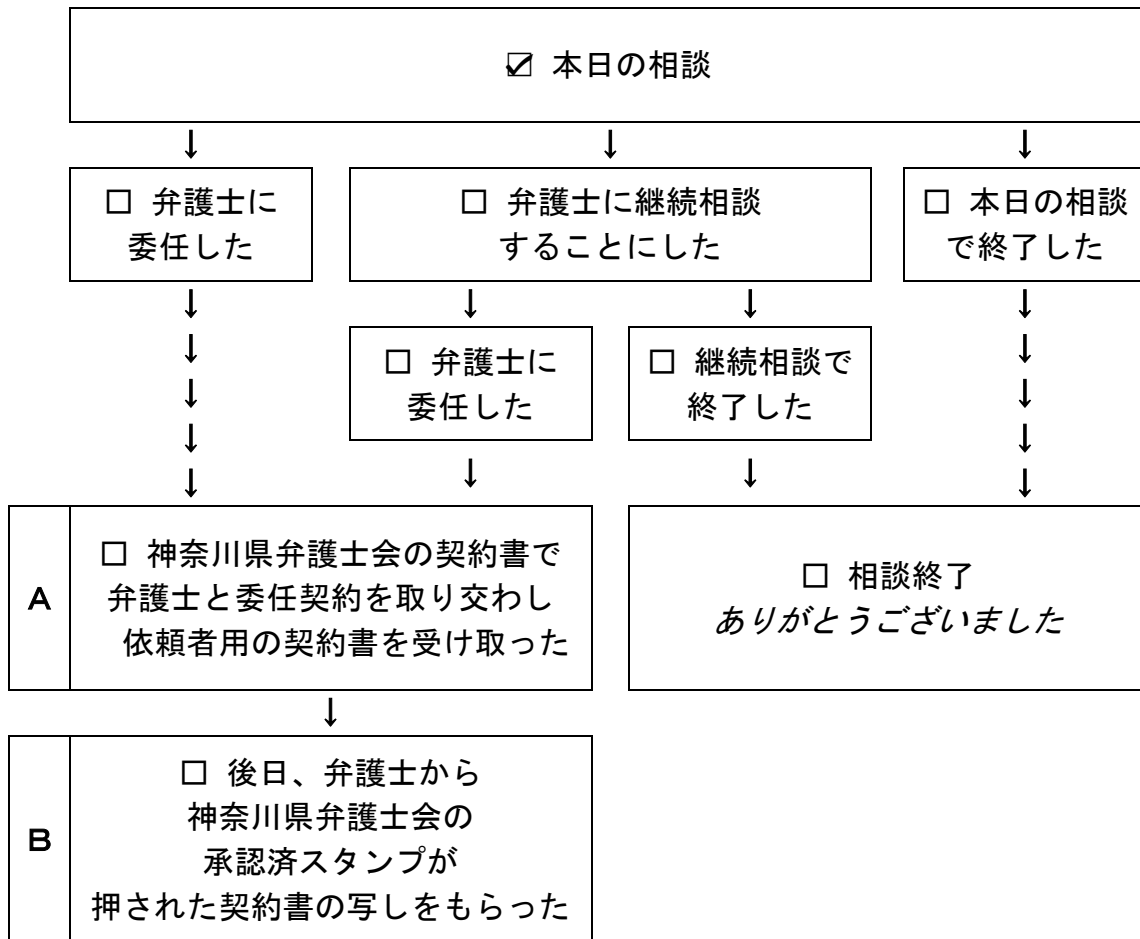 ☑ 本日の相談
↓ ↓ ↓
□ 弁護士に
委任した
□ 弁護士に継続相談
することにした
□ 本日の相談
で終了した
↓ ↓ ↓ ↓
↓ ↓
□ 弁護士に
委任した
□ 継続相談で
終了した
↓ ↓
↓ ↓
↓ ↓ ↓ ↓
A
□ 神奈川県弁護士会の契約書で
弁護士と委任契約を取り交わし
依頼者用の契約書を受け取った
□ 相談終了
ありがとうございました
↓
B
□ 後日、弁護士から
神奈川県弁護士会の
承認済スタンプが
押された契約書の写しをもらった